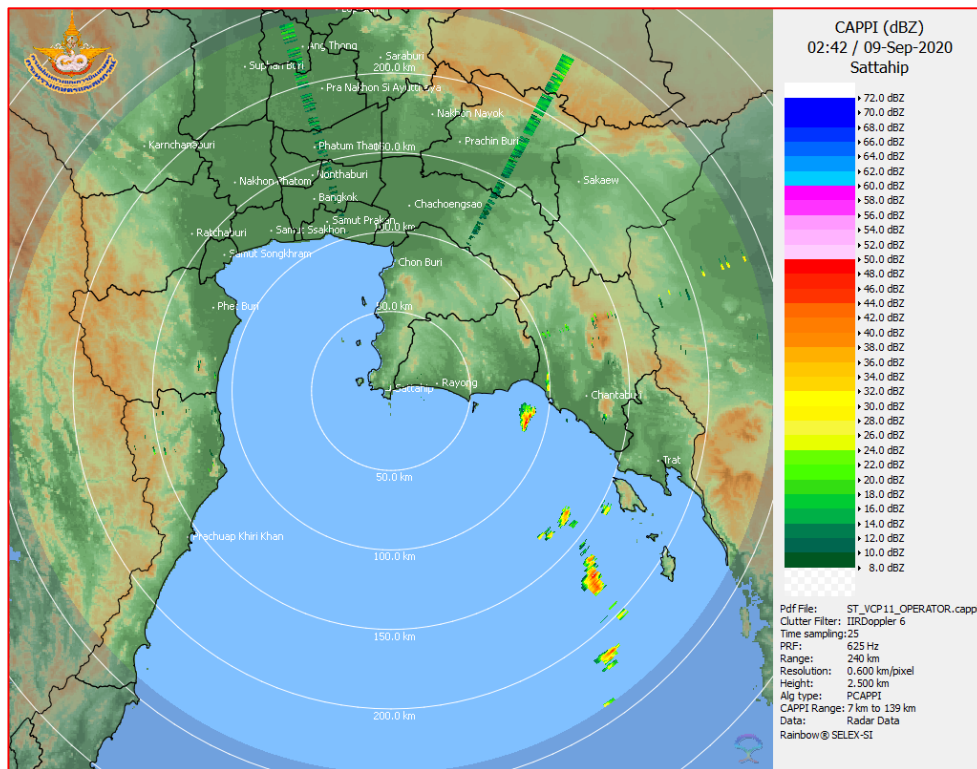 CAPPI (dBZ)
02:42 / 09-Sep-2020
Sattahip
72.0 dBZ
70.0 dBZ
68.0 dBZ
66.0 dBZ
64.0 dBZ
62.0 dBZ
60.0 dBZ
58.0 dBZ
56.0 dBZ
54.0 dBZ
52.0 dBZ
50.0 dBZ
48.0 dBZ
46.0 dBZ
44.0 dBZ
42.0 dBZ
40.0 dBZ
38.0 dBZ
36.0 dBZ
34.0 dBZ
32.0 dBZ
30.0 dBZ
28.0 dBZ
26.0 dBZ
24.0 dBZ
22.0 dBZ
20.0 dBZ
18.0 dBZ
16.0 dBZ
14.0 dBZ
12.0 dBZ
10.0 dBZ
8.0 dBZ
Pdf File: ST_VCP11_OPERATOR.capp
Clutter Filter: IIRDoppler 6
Time sampling:25
PRF: 625 Hz
Range: 240 km
Resolution: 0.600 km/pixel
Height: 2.500 km
Alg type: PCAPPI
CAPPI Range: 7 km to 139 km
Data: Radar Data
Rainbow® SELEX-SI
Ang Thong
Saraburi
Suphan Buri
200.0 km
Pra Nakhon Si Ayutthaya
Nakhon Nayok
Karnchanaburi
Prachin Buri
Nonthaburi
Sakaew
Nakhon Phatom
Bangkok
Chachoengsao
Samut Prakan
100.0 km
Samut Ssakhon
Ratchaburi
Samut Songkhram
Chon Buri
50.0 km
Rayong
Sattahip
Trat
50.0 km
Prachuap Khiri Khan
100.0 km
150.0 km
200.0 km